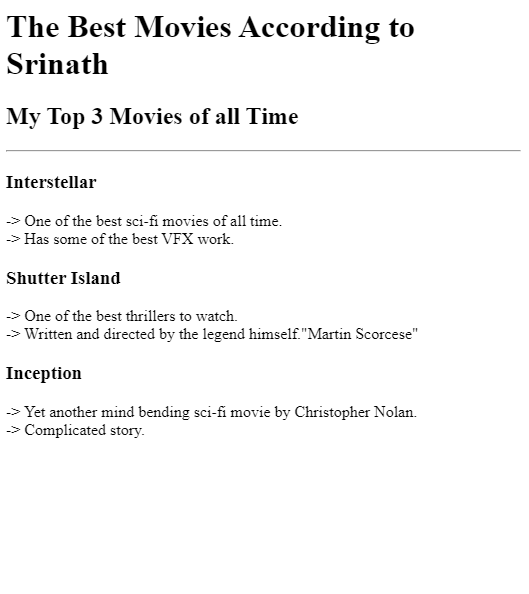 The Best Movies According to
Srinath
My Top 3 Movies of all Time
Interstellar
-> One of the best sci-fi movies of all time.
-> Has some of the best VFX work.
Shutter Island
-> One of the best thrillers to watch.
-> Written and directed by the legend himself."Martin Scorcese"
Inception
-> Yet another mind bending sci-fi movie by Christopher Nolan.
-> Complicated story.